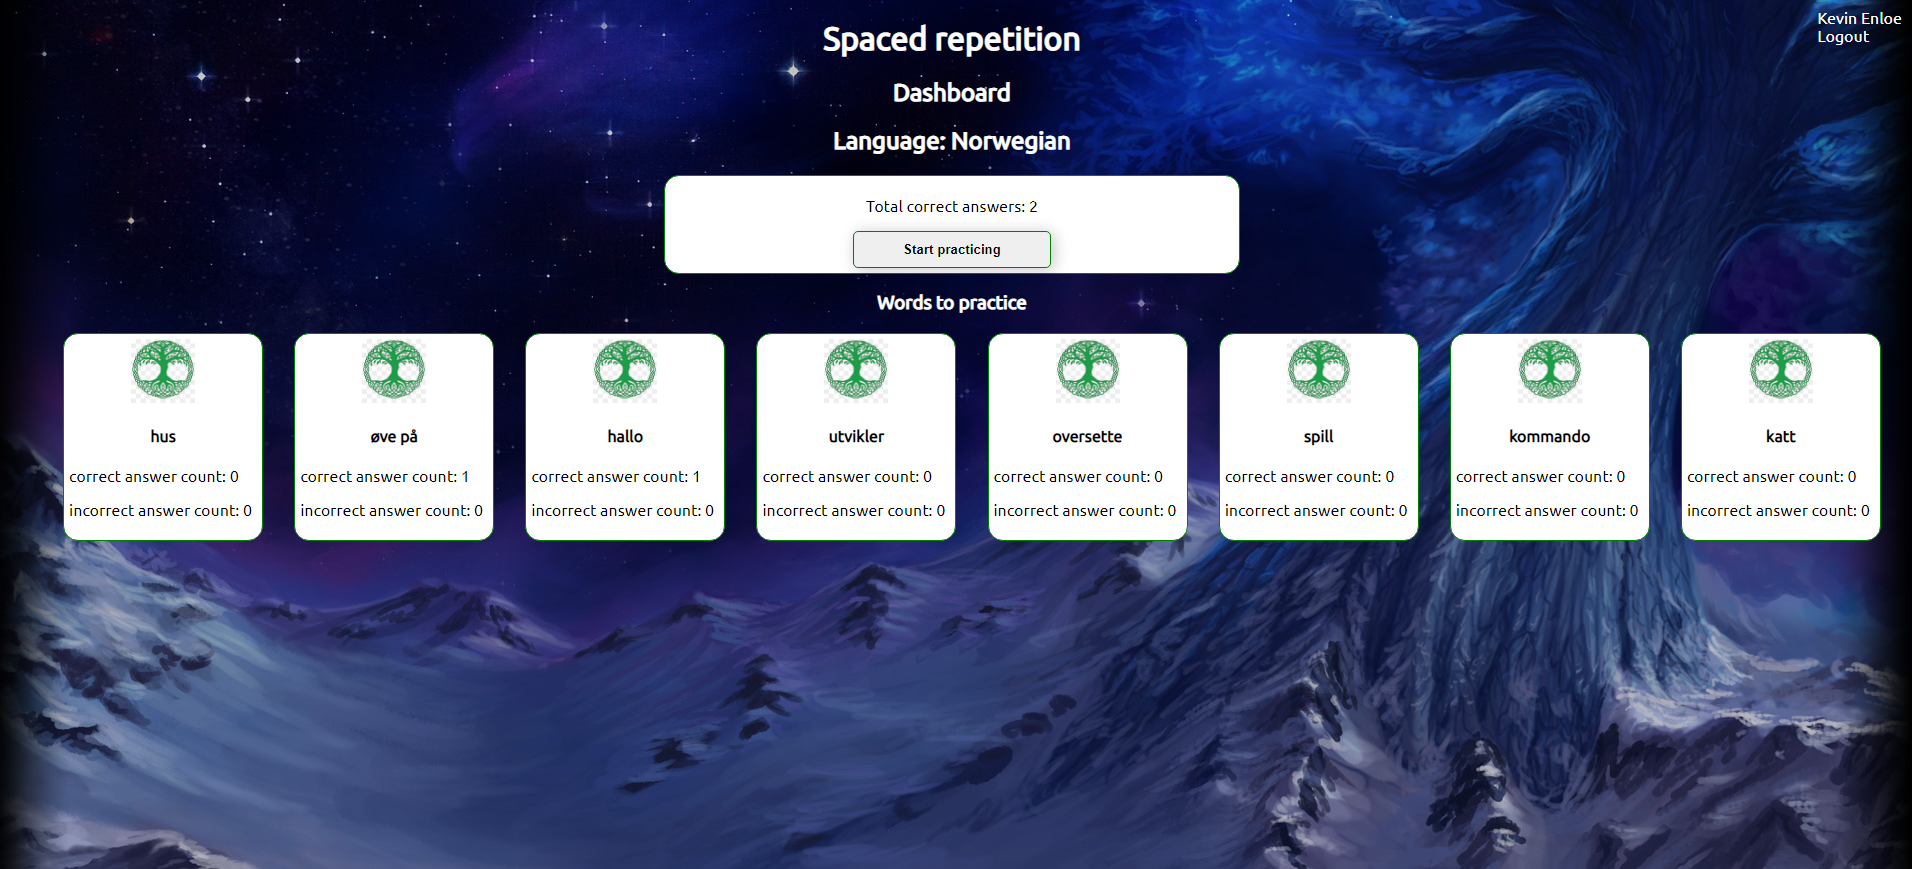 Kevin Enloe
Logout
Spaced repetition
Dashboard
Language: Norwegian
Total correct answers: 2
Start practicing
Words to practice
hus
correct answer count: 0
incorrect answer count: 0
øve på
correct answer count: 1
incorrect answer count: 0
hallo
correct answer count: 1
incorrect answer count: 0
utvikler
correct answer count: 0
incorrect answer count: 0
oversette
correct answer count: 0
incorrect answer count: 0
spill
correct answer count: 0
incorrect answer count: 0
kommando
correct answer count: 0
incorrect answer count: 0
katt
correct answer count: 0
incorrect answer count: 0